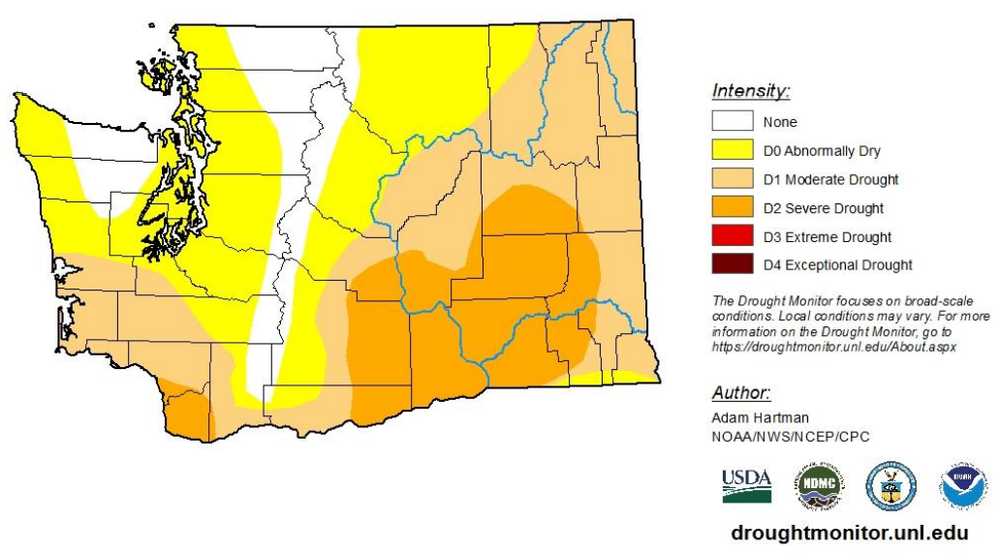 Intensity:
None
D0 Abnormally Dry
D1 Moderate Drought
D2 Severe Drought
D3 Extreme Drought
D4 Exceptional Drought
The Drought Monitor focuses on broad-scale
conditions. Local conditions may vary. For more
information on the Drought Monitor, go to
https://droughtmonitor.unl.edu/About.aspx
Author:
Adam Hartman
NOAA/NWS/NCEP/CPC
USDA
NDMC
NOAA
droughtmonitor.unl.edu